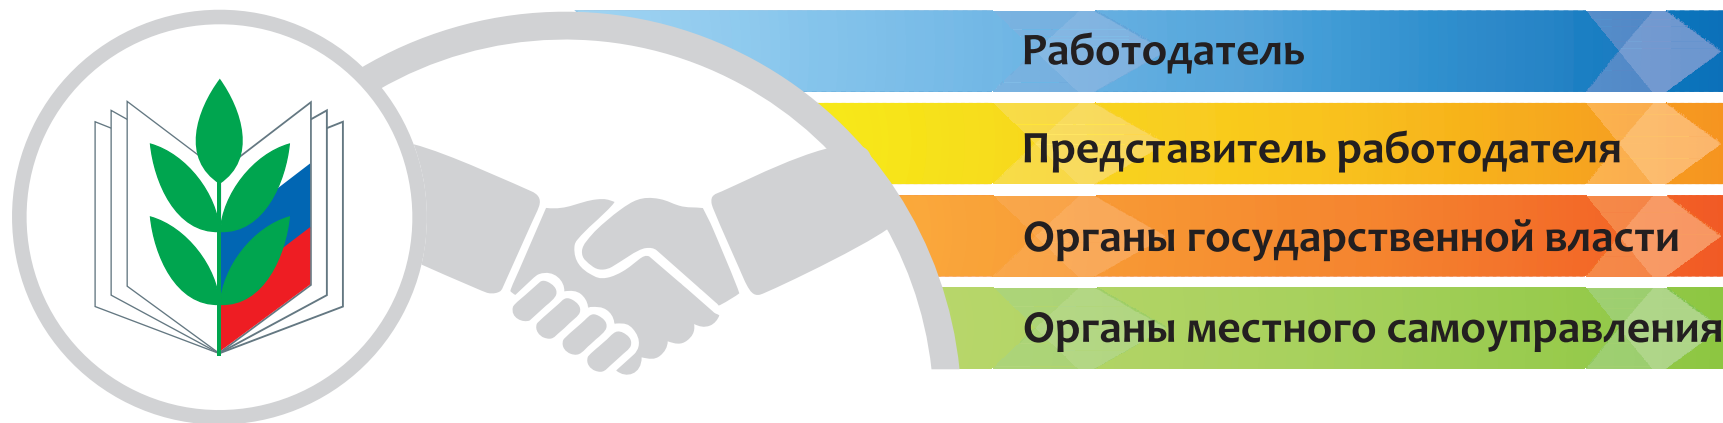 Работодатель
Представитель работодателя
Органы государственной власти
Органы местного самоуправления